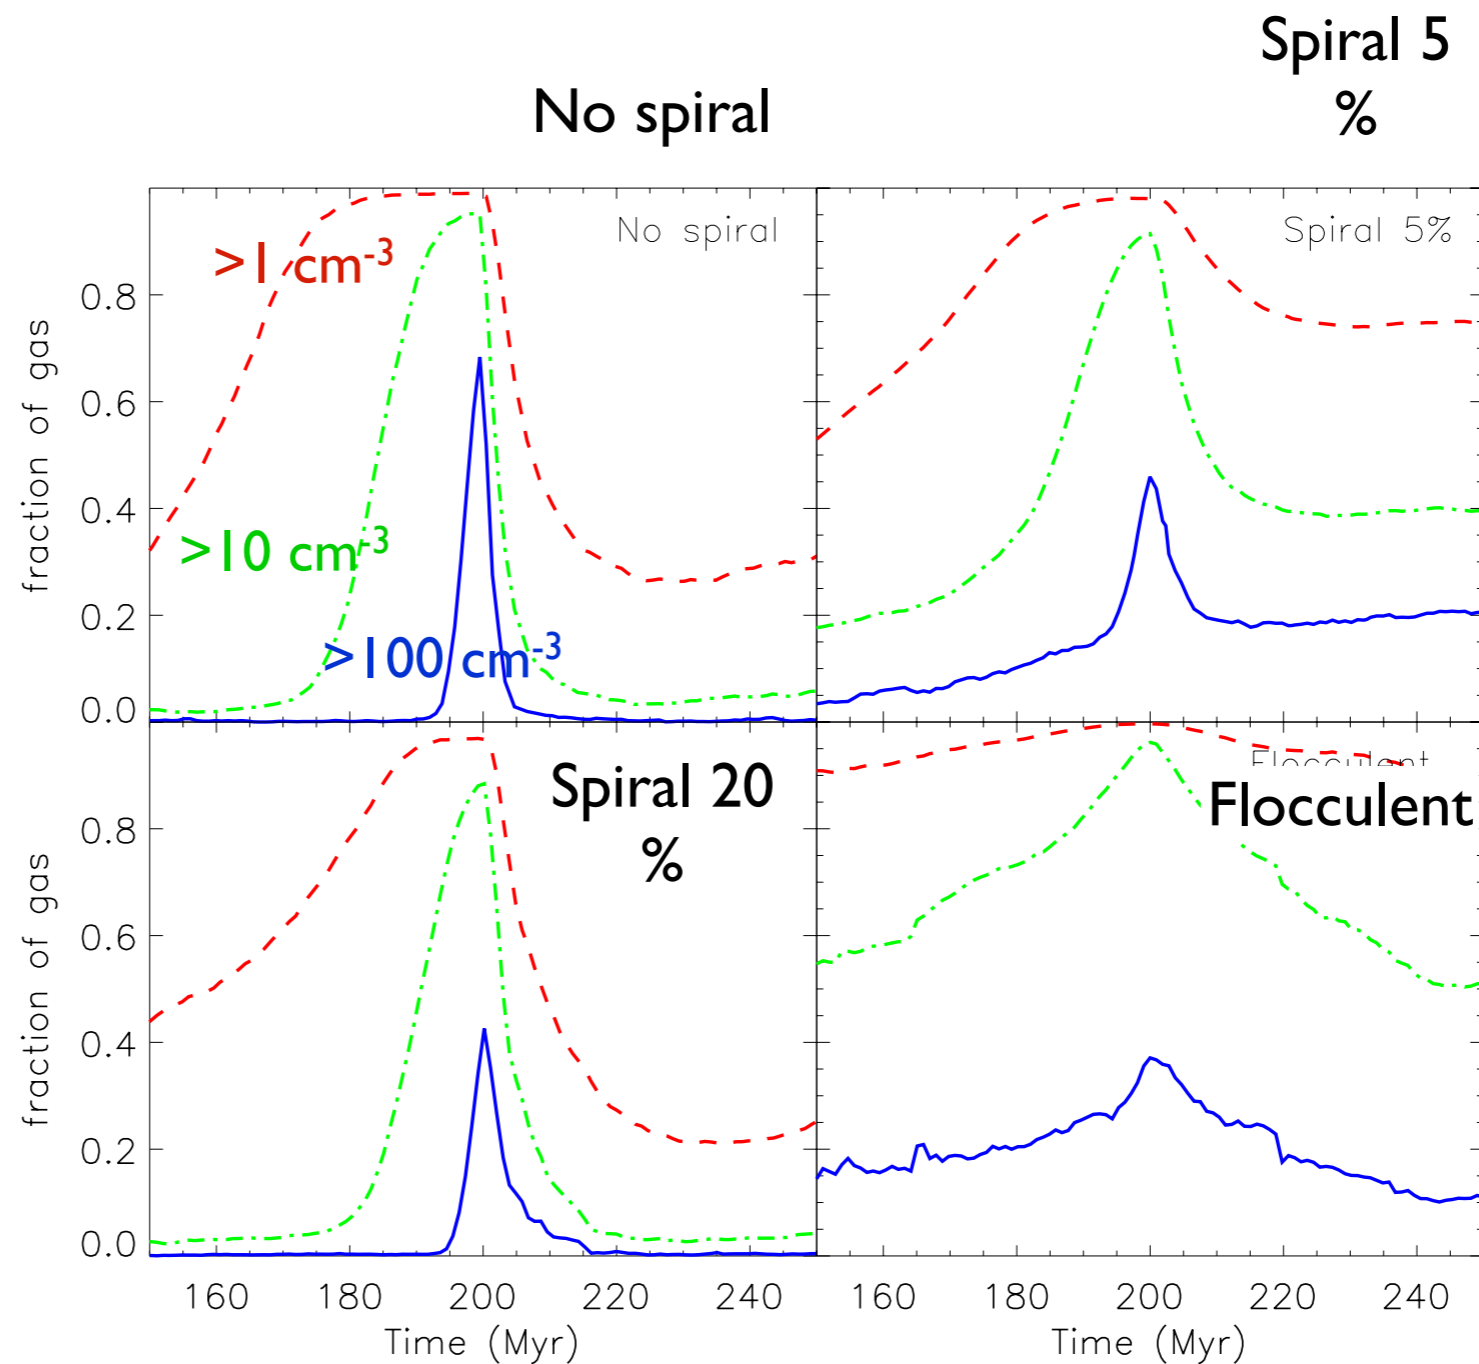 Spiral 5
%
No spiral
No spiral
Spiral 5%
>1 cm-3
>10 cm-3
>100 cm-3
0.8
0.6
0.4
0.2
0.0
fraction of gas
Spiral 20
%
Flocculent
Flocculent
0.8
0.6
0.4
0.2
0.0
fraction of gas
160 180 200 220 240
160 180 200 220 240
Time (Myr)
Time (Myr)